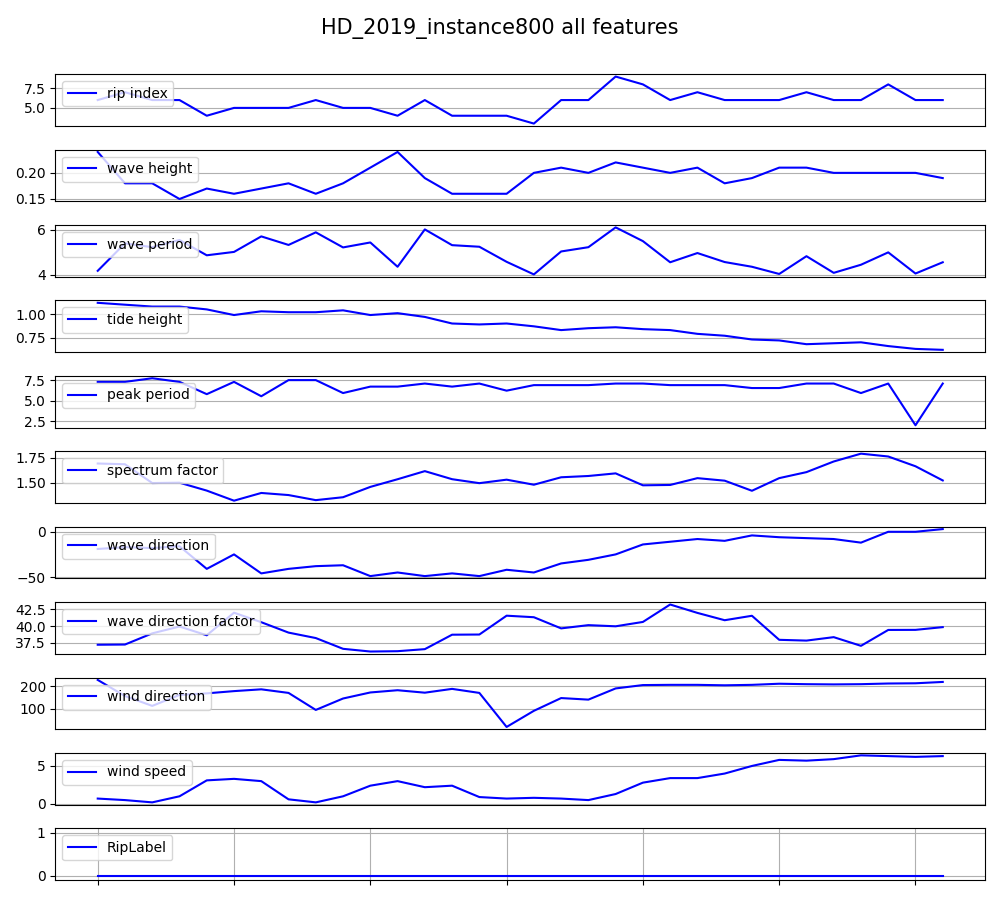 HD_2019_instance800 all features
7.5
5.0
rip index
0.20
0.15
wave height
6
4
wave period
1.00
0.75
tide height
7.5
5.0
2.5
peak period
1.75
1.50
spectrum factor
0
−50
wave direction
42.5
40.0
37.5
wave direction factor
200
100
wind direction
5
0
wind speed
1
0
RipLabel